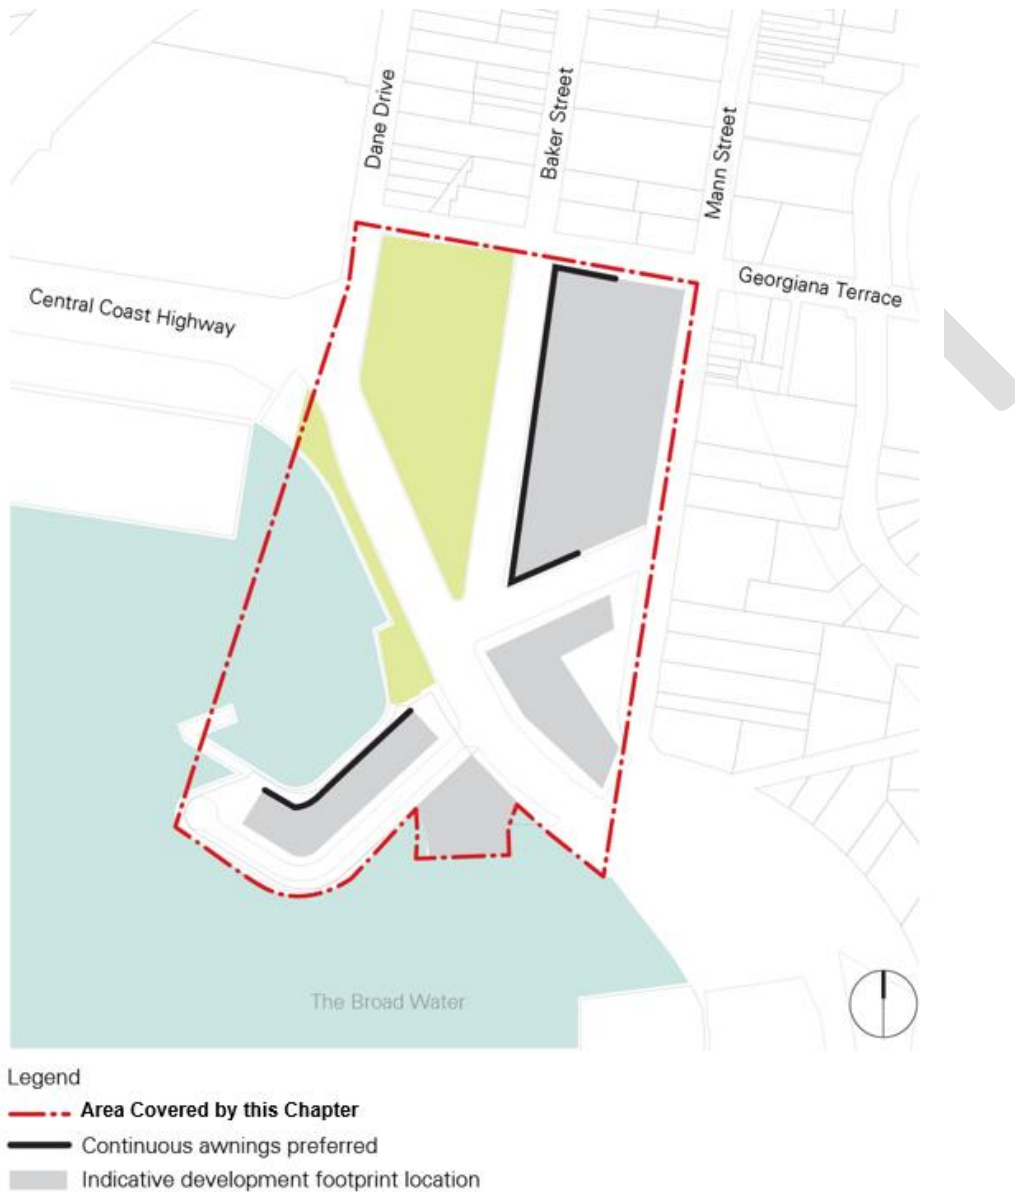 Dane Drive
Baker Street
Mann Street
Georgiana Terrace
Central Coast Highway
The Broad Water
Legend
Area Covered by this Chapter
Continuous awnings preferred
Indicative development footprint location